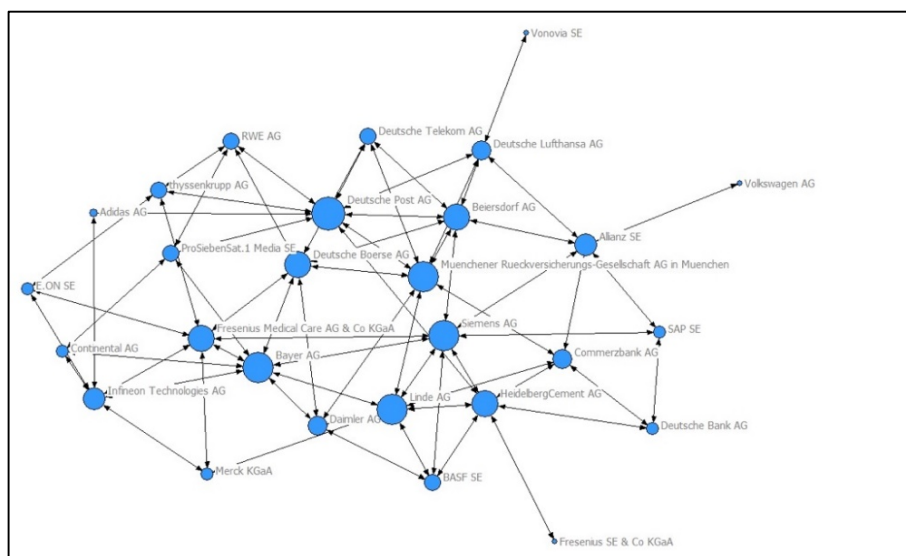 Vonovia SE
RWE AG
Deutsche Telekom AG
Deutsche Lufthansa AG
thyssenkrupp AG
Volkswagen AG
Deutsche Post AG
Adidas AG
Beiersdorf AG
Allianz SE
ProSiebenSat.1 Media SE
Deutsche Boerse AG
Muenchener Rueckversicherungs-Gesellschaft AG in Muenchen
E.ON SE
Siemens AG
Fresenius Medical Care AG & Co KGaA
SAP SE
Continental AG
Bayer AG
Commerzbank AG
Infineon Technologies AG
Linde AG
HeidelbergCement AG
Daimler AG
Deutsche Bank AG
Merck KGaA
BASF SE
Fresenius SE & Co KGaA